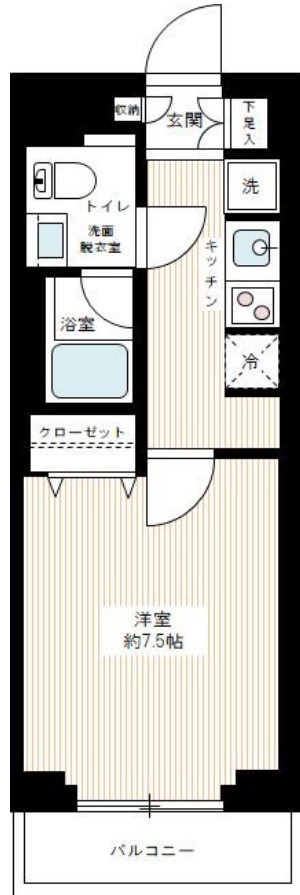 収納
玄関
下足入
トイレ
洗面
脱衣室
洗
キッチン
浴室
冷
クローゼット
洋室
約7.5帖
バルコニー